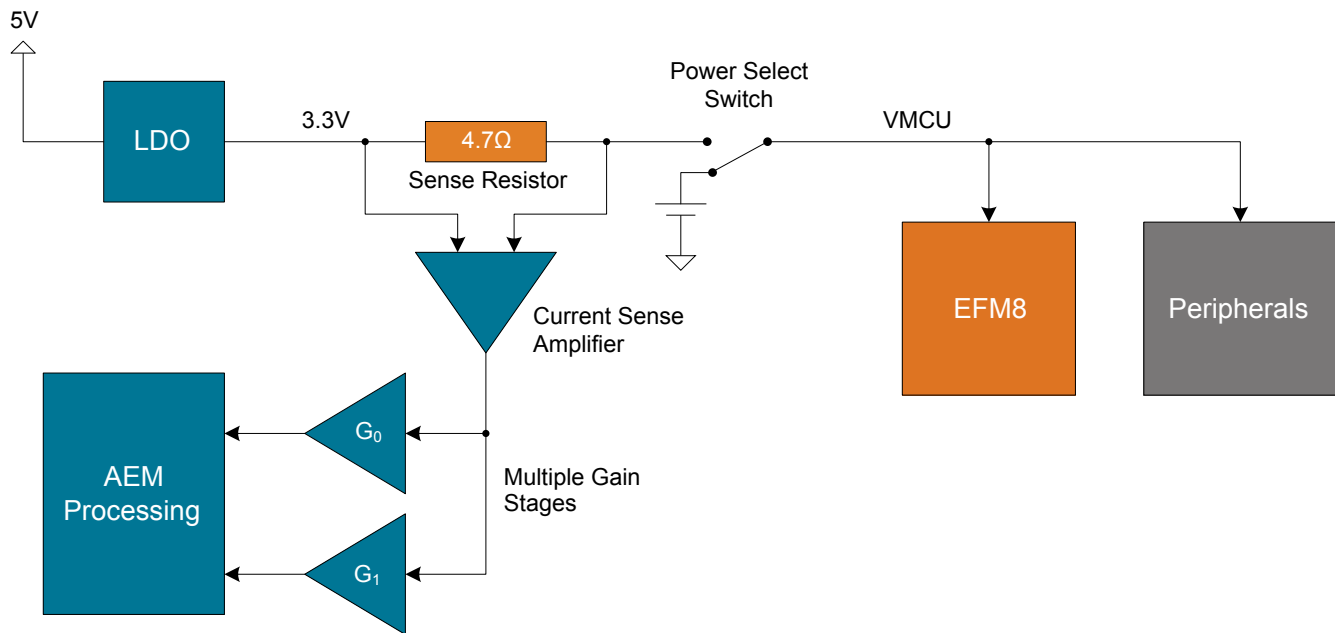 5V
LDO
3.3V
4.7Ω
Sense Resistor
Power Select
Switch
VMCU
EFM8
Peripherals
Current Sense
Amplifier
AEM
Processing
G₀
G₁
Multiple Gain
Stages